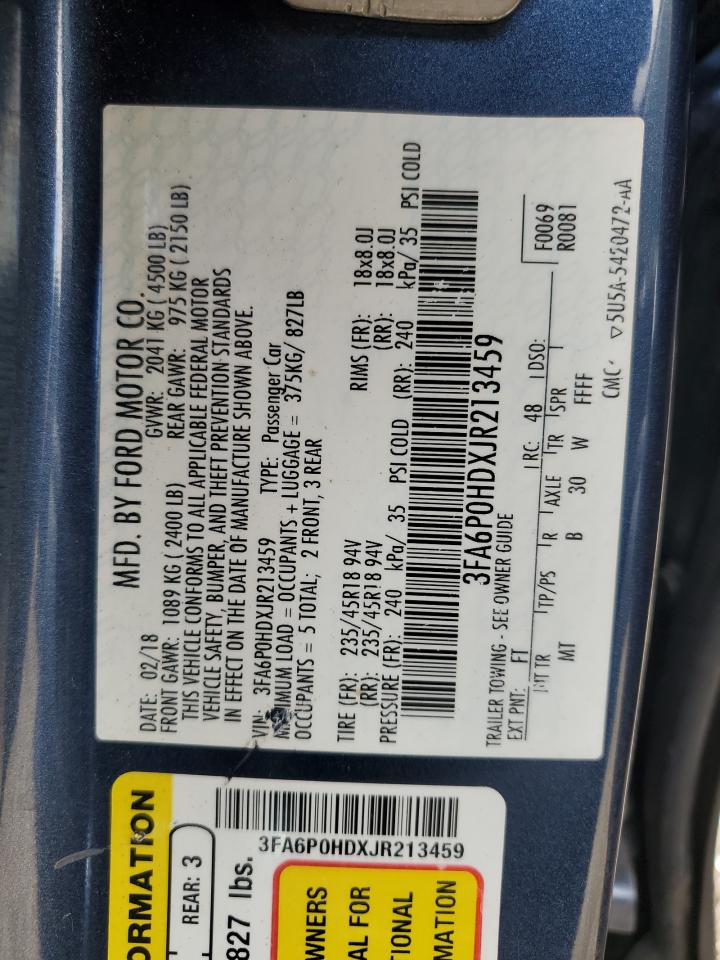 MFD. BY FORD MOTOR CO.
DATE: 02/18 GVWR: 2041 KG ( 4500 LB)
FRONT GAWR: 1089 KG ( 2400 LB) REAR GAWR: 975 KG ( 2150 LB)
THIS VEHICLE CONFORMS TO ALL APPLICABLE FEDERAL MOTOR
VEHICLE SAFETY, BUMPER, AND THEFT PREVENTION STANDARDS
IN EFFECT ON THE DATE OF MANUFACTURE SHOWN ABOVE.
VIN: 3FA6P0HDXJR213459 TYPE: Passenger Car
MAXIMUM LOAD = OCCUPANTS + LUGGAGE = 375KG/ 827LB
OCCUPANTS = 5 TOTAL; 2 FRONT, 3 REAR
TIRE (FR): 235/45R18 94V RIMS (FR): 18x8.0J
(RR): 235/45R18 94V (RR): 18x8.0J
PRESSURE (FR): 240 kPa/ 35 PSI COLD (RR): 240 kPa/ 35 PSI COLD
3FA6P0HDXJR213459
TRAILER TOWING - SEE OWNER GUIDE F0069
R0081
EXT PNT: FT RC: 48 DSO:
INT TR TP/PS R AXLE TR SPR
MT B 30 W FFFF
CMC 5U5A-5420472-AA
ORMATION
REAR: 3
827 lbs.
3FA6P0HDXJR213459
WNERS
AL FOR
TIONAL
MATION